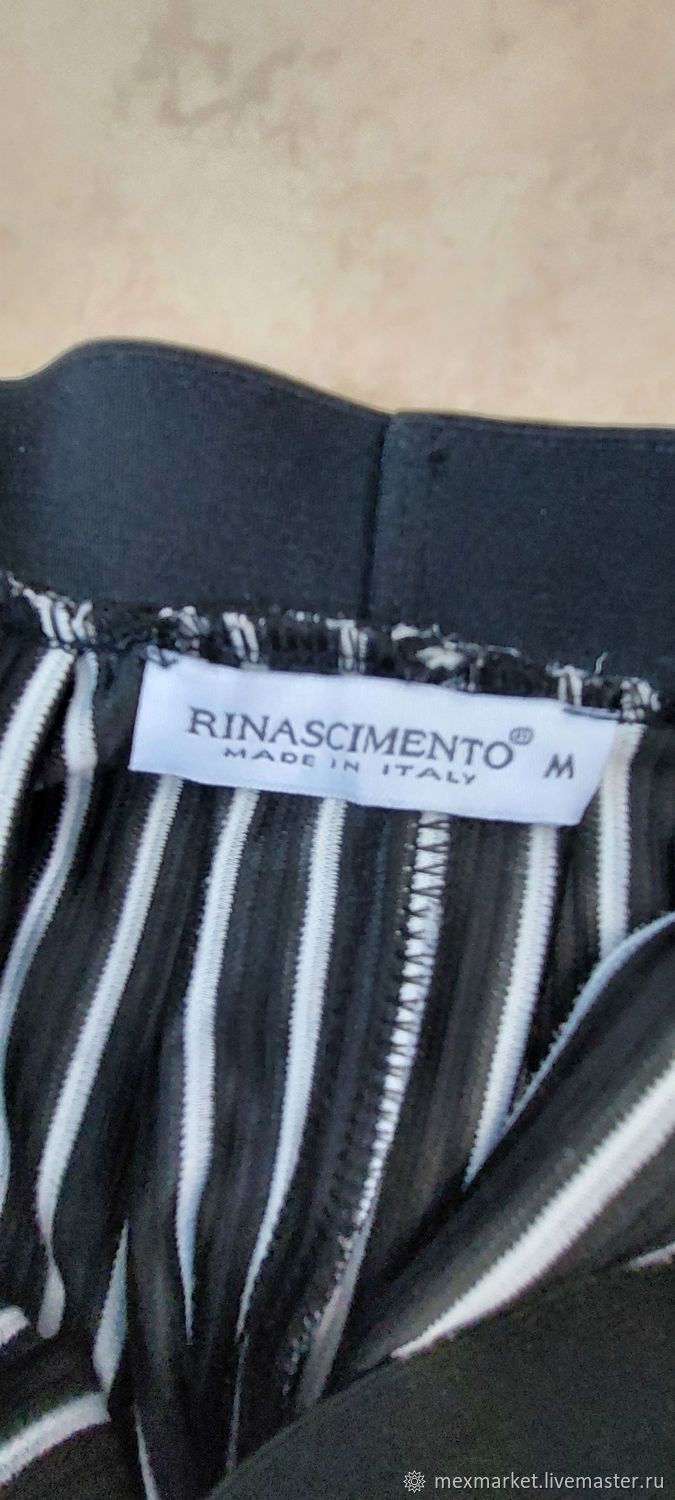 RINASCIMENTO® M
MADE IN ITALY
mexmarket.livemaster.ru